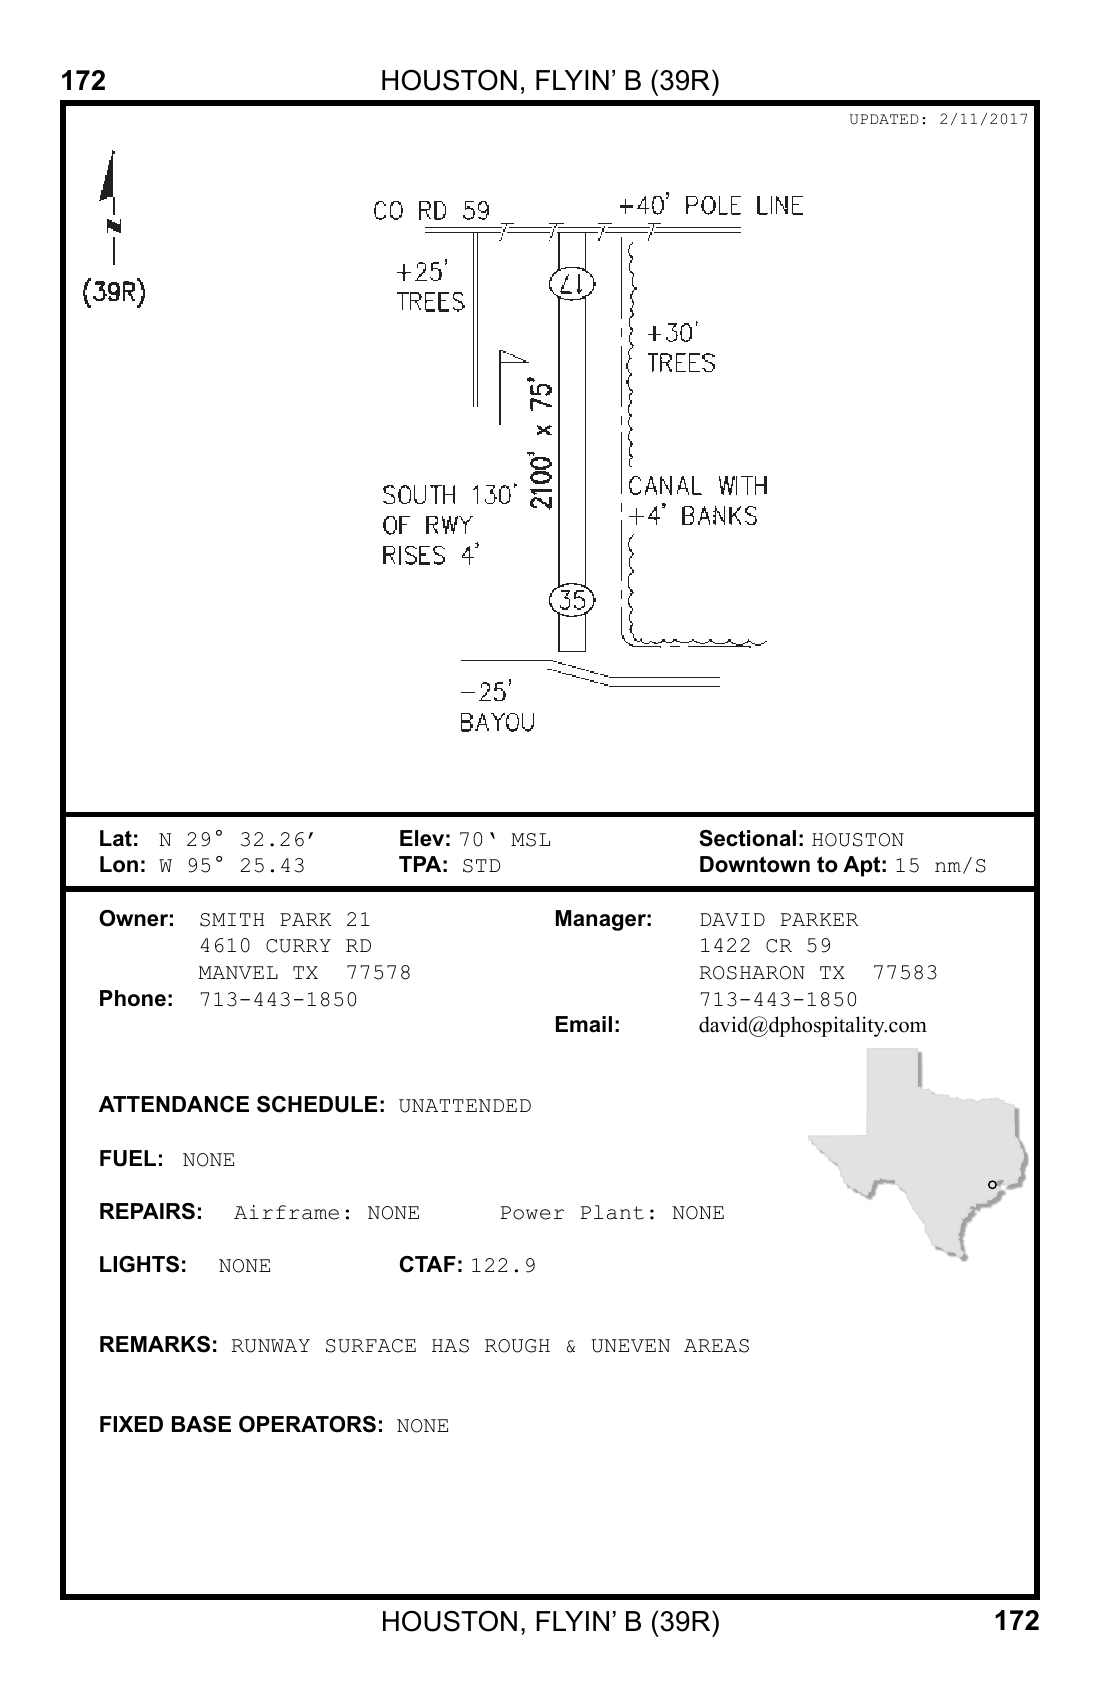 172 HOUSTON, FLYIN’ B (39R)
UPDATED: 2/11/2017
N
(39R)
CO RD 59
+40' POLE LINE
+25'
TREES
17
+30'
TREES
2100' x 75'
SOUTH 130'
OF RWY
RISES 4'
CANAL WITH
+4' BANKS
35
-25'
BAYOU
Lat: N 29° 32.26’ Elev: 70‘ MSL Sectional: HOUSTON
Lon: W 95° 25.43 TPA: STD Downtown to Apt: 15 nm/S
Owner: SMITH PARK 21 Manager: DAVID PARKER
4610 CURRY RD 1422 CR 59
MANVEL TX 77578 ROSHARON TX 77583
Phone: 713-443-1850 713-443-1850
Email: david@dphospitality.com
ATTENDANCE SCHEDULE: UNATTENDED
FUEL: NONE
REPAIRS: Airframe: NONE Power Plant: NONE
LIGHTS: NONE CTAF: 122.9
REMARKS: RUNWAY SURFACE HAS ROUGH & UNEVEN AREAS
FIXED BASE OPERATORS: NONE
HOUSTON, FLYIN’ B (39R) 172